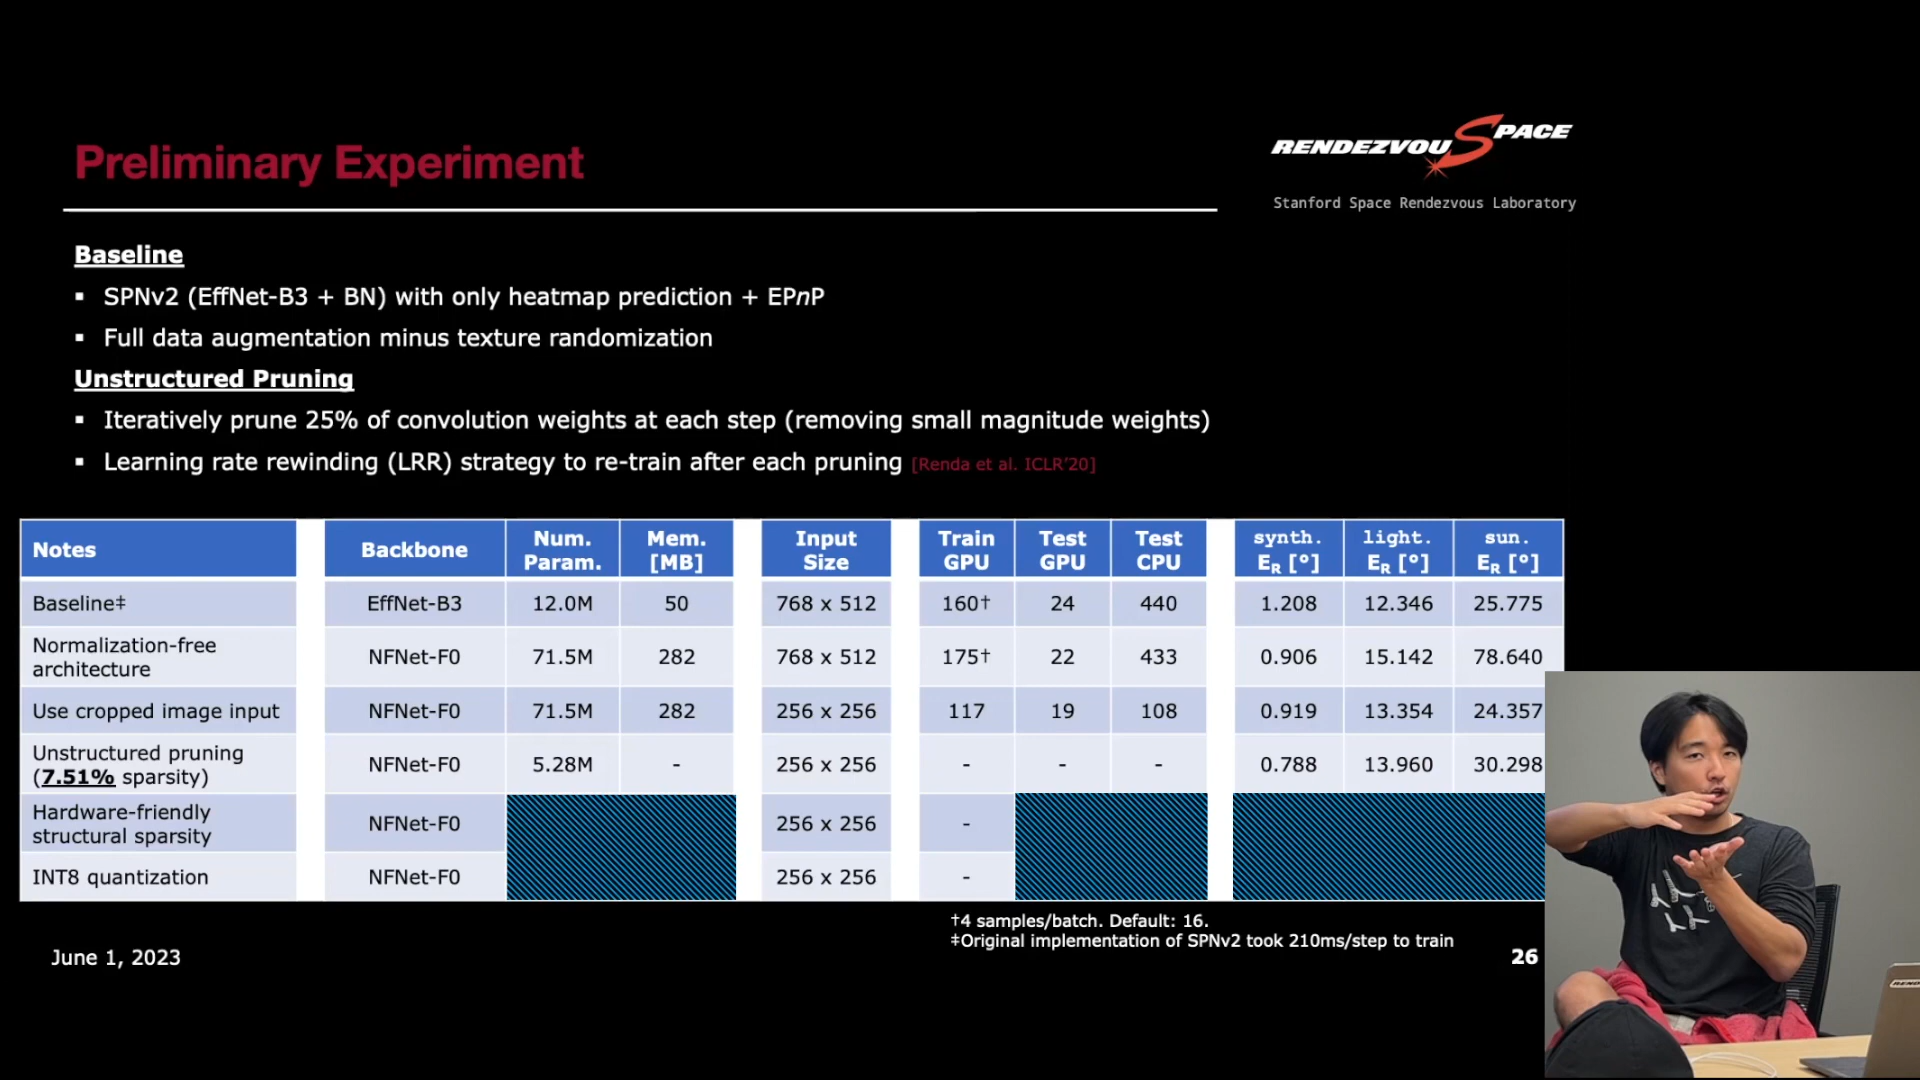 RENDEZVOUSPACE
Preliminary Experiment
Stanford Space Rendezvous Laboratory
Baseline
▪ SPNv2 (EffNet-B3 + BN) with only heatmap prediction + EPnP
▪ Full data augmentation minus texture randomization
Unstructured Pruning
▪ Iteratively prune 25% of convolution weights at each step (removing small magnitude weights)
▪ Learning rate rewinding (LRR) strategy to re-train after each pruning [Renda et al. ICLR'20]
Notes Backbone Num. Param. Mem. [MB] Input Size Train GPU Test GPU Test CPU synth. E_R [°] light. E_R [°] sun. E_R [°]
Baseline‡ EffNet-B3 12.0M 50 768 x 512 160† 24 440 1.208 12.346 25.775
Normalization-free architecture NFNet-F0 71.5M 282 768 x 512 175† 22 433 0.906 15.142 78.640
Use cropped image input NFNet-F0 71.5M 282 256 x 256 117 19 108 0.919 13.354 24.357
Unstructured pruning (7.51% sparsity) NFNet-F0 5.28M - 256 x 256 - - - 0.788 13.960 30.298
Hardware-friendly structural sparsity NFNet-F0 256 x 256 -
INT8 quantization NFNet-F0 256 x 256 -
†4 samples/batch. Default: 16.
‡Original implementation of SPNv2 took 210ms/step to train
June 1, 2023
26